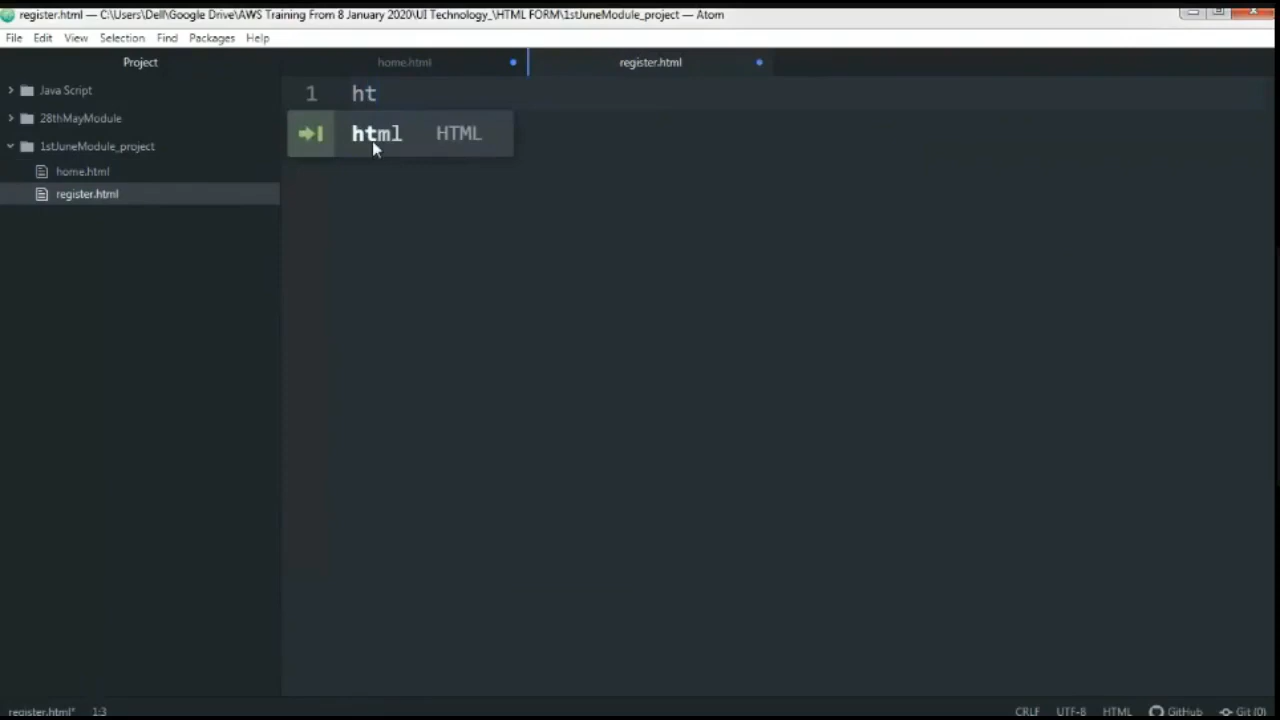 register.html — C:\Users\Dell\Google Drive\AWS Training From 8 January 2020\UI Technology_\HTML FORM\1stJuneModule_project — Atom
File Edit View Selection Find Packages Help
Project home.html register.html
Java Script
28thMayModule
1stJuneModule_project
home.html
register.html
1 ht
html HTML
register.html* 1:3 CRLF UTF-8 HTML GitHub Git (0)